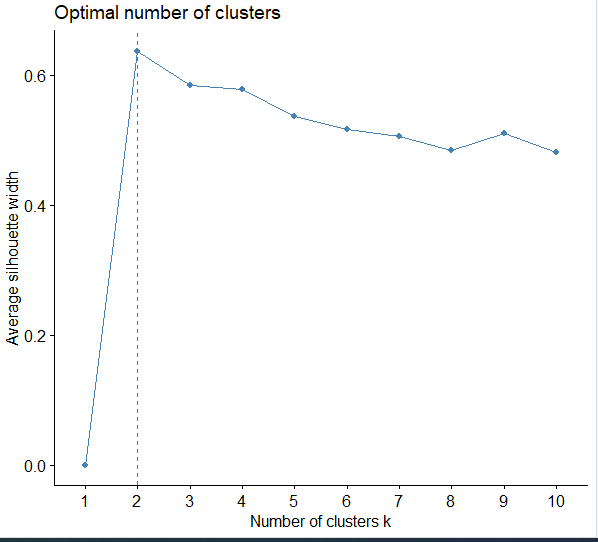 Optimal number of clusters
Average silhouette width
0.6
0.4
0.2
0.0
1 2 3 4 5 6 7 8 9 10
Number of clusters k